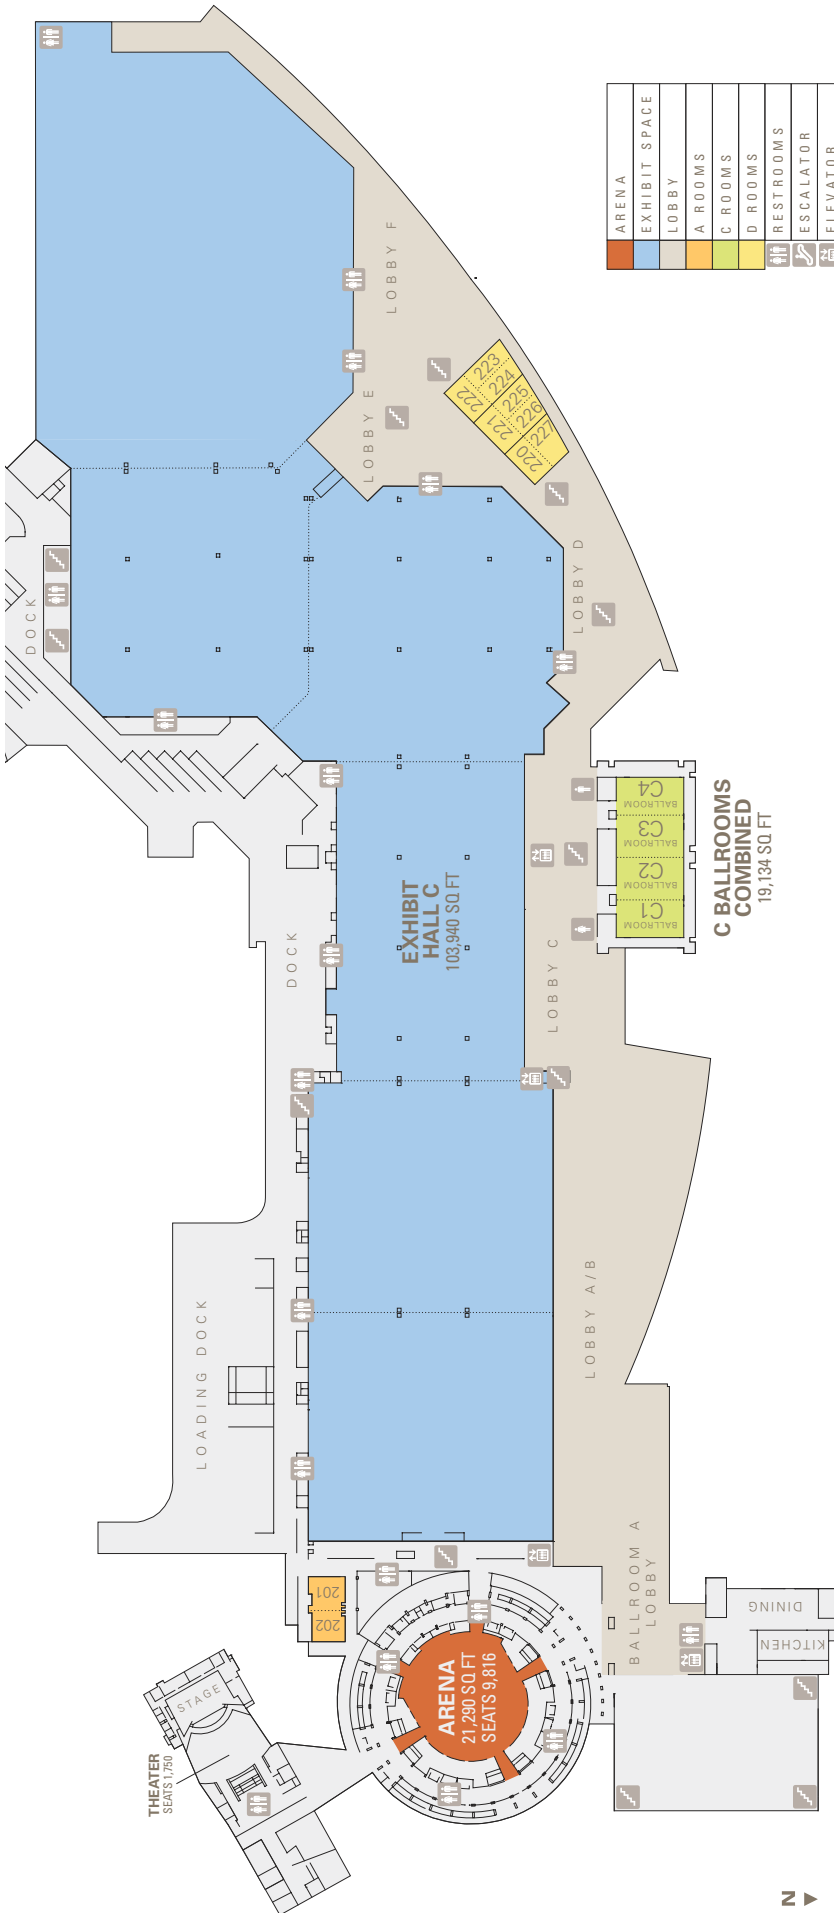 ARENA
EXHIBIT SPACE
LOBBY
A ROOMS
C ROOMS
D ROOMS
RESTROOMS
ESCALATOR
ELEVATOR
LOBBY F
LOBBY E
223
224
225
226
227
222
221
220
LOBBY D
DOCK
C4
BALLROOM
C3
BALLROOM
C2
BALLROOM
C1
BALLROOM
C BALLROOMS
COMBINED
19,134 SQ FT
EXHIBIT
HALL C
103,940 SQ FT
DOCK
LOBBY C
LOBBY A/B
LOADING DOCK
BALLROOM A
LOBBY
DINING
KITCHEN
201
202
ARENA
21,290 SQ FT
SEATS 9,816
STAGE
THEATER
SEATS 1,750
N